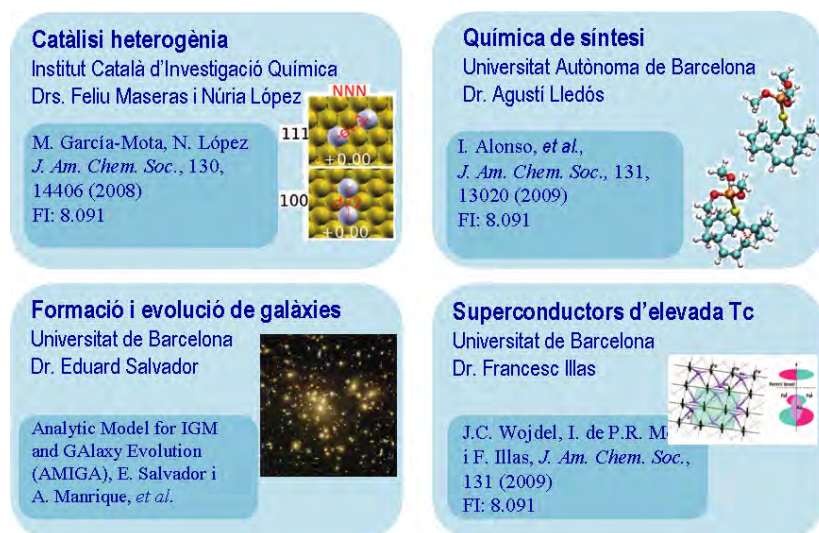 Catàlisi heterogènia
Institut Català d'Investigació Química
Drs. Feliu Maseras i Núria López
M. García-Mota, N. López
J. Am. Chem. Soc., 130,
14406 (2008)
FI: 8.091
NNN
111
+0.00
100
+0.00
Química de síntesi
Universitat Autònoma de Barcelona
Dr. Agustí Lledós
I. Alonso, et al.,
J. Am. Chem. Soc., 131,
13020 (2009)
FI: 8.091
Formació i evolució de galàxies
Universitat de Barcelona
Dr. Eduard Salvador
Analytic Model for IGM
and GAlaxy Evolution
(AMIGA), E. Salvador i
A. Manrique, et al.
Superconductors d'elevada Tc
Universitat de Barcelona
Dr. Francesc Illas
J.C. Wojdel, I. de P.R.
i F. Illas, J. Am. Chem. Soc.,
131 (2009)
FI: 8.091